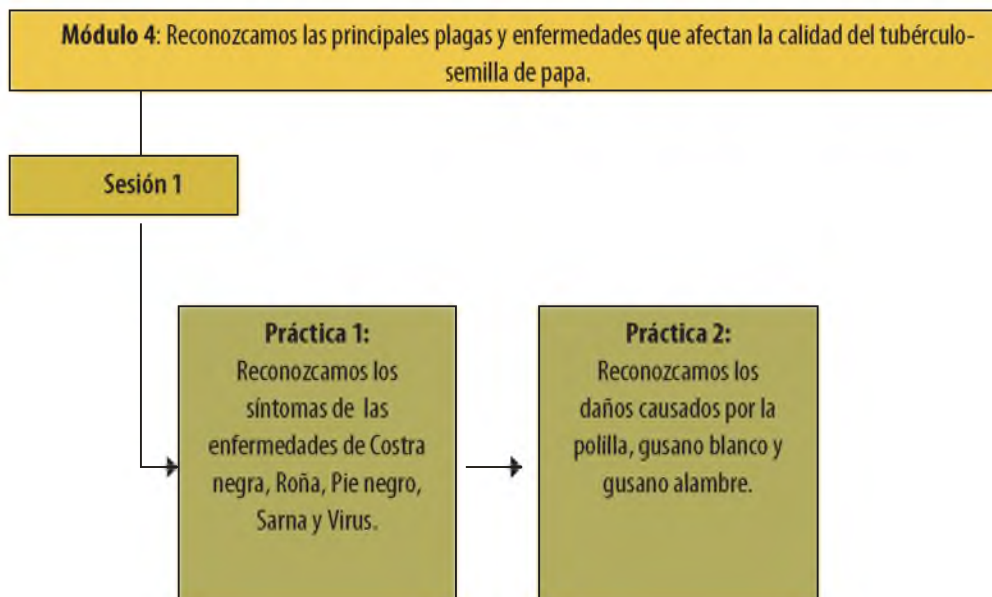 Módulo 4: Reconozcamos las principales plagas y enfermedades que afectan la calidad del tubérculo-
semilla de papa.
Sesión 1
Práctica 1:
Reconozcamos los
síntomas de las
enfermedades de Costra
negra, Roña, Pie negro,
Sarna y Virus.
Práctica 2:
Reconozcamos los
daños causados por la
polilla, gusano blanco y
gusano alambre.